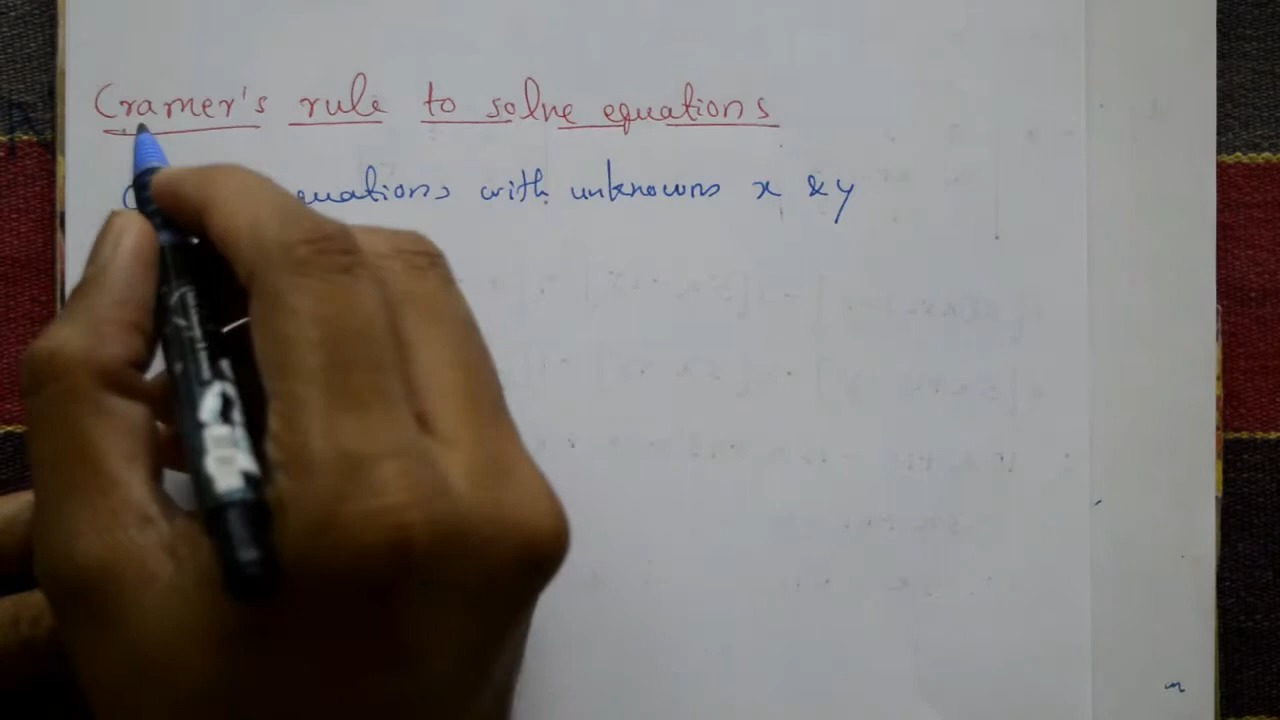 Cramer's rule to solve equations
equations with unknowns x & y